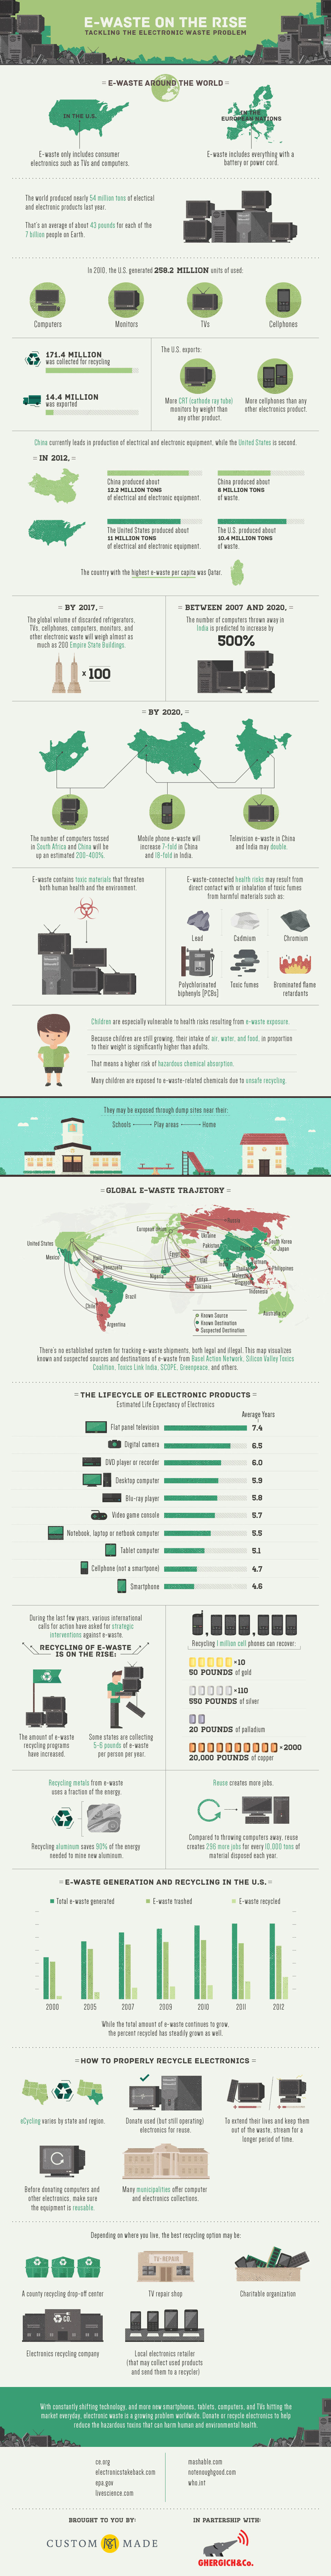 E-WASTE ON THE RISE
TACKLING THE ELECTRONIC WASTE PROBLEM
E-WASTE AROUND THE WORLD
IN THE U.S.
IN THE
EUROPEAN NATIONS
E-waste only includes consumer
electronics such as TVs and computers.
E-waste includes everything with a
battery or power cord.
The world produced nearly 54 million tons of electical
and electronic products last year.
That's an average of about 43 pounds for each of the
7 billion people on Earth.
In 2010, the U.S. generated 258.2 MILLION units of used:
Computers
Monitors
TVs
Cellphones
171.4 MILLION
was collected for recycling
14.4 MILLION
was exported
The U.S. exports:
More CRT (cathode ray tube)
monitors by weight than
any other product.
More cellphones than any
other electronics product.
China currently leads in production of electrical and electronic equipment, while the United States is second.
IN 2012,
China produced about
12.2 MILLION TONS
of electrical and electronic equipment.
China produced about
8 MILLION TONS
of waste.
The United States produced about
11 MILLION TONS
of electrical and electronic equipment.
The U.S. produced about
10.4 MILLION TONS
of waste.
The country with the highest e-waste per capita was Qatar.
BY 2017,
The global volume of discarded refrigerators,
TVs, cellphones, computers, monitors, and
other electronic waste will weigh almost as
much as 200 Empire State Buildings.
x 100
BETWEEN 2007 AND 2020,
The number of computers thrown away in
India is predicted to increase by
500%
BY 2020,
The number of computers tossed
in South Africa and China will be
up an estimated 200-400%.
Mobile phone e-waste will
increase 7-fold in China
and 18-fold in India.
Television e-waste in China
and India may double.
E-waste contains toxic materials that threaten
both human health and the environment.
E-waste-connected health risks may result from
direct contact with or inhalation of toxic fumes
from harmful materials such as:
Lead
Cadmium
Chromium
Polychlorinated
biphenyls [PCBs]
Toxic fumes
Brominated flame
retardants
Children are especially vulnerable to health risks resulting from e-waste exposure.
Because children are still growing, their intake of air, water, and food, in proportion
to their weight is significantly higher than adults.
That means a higher risk of hazardous chemical absorption.
Many children are exposed to e-waste-related chemicals due to unsafe recycling.
They may be exposed through dump sites near their:
Schools
Play areas
Home
GLOBAL E-WASTE TRAJETORY
United States
Mexico
Haiti
Venezuela
Brazil
Chile
Argentina
European Union
Ukraine
Russia
Pakistan
Egypt
UAE
Nigeria
Kenya
Tanzania
South Korea
Japan
Vietnam
Thailand
Philippines
Malaysia
Singapore
Indonesia
Australia
Known Source
Known Destination
Suspected Destination
There's no established system for tracking e-waste shipments, both legal and illegal. This map visualizes
known and suspected sources and destinations of e-waste from Basel Action Network, Silicon Valley Toxics
Coalition, Toxics Link India, SCOPE, Greenpeace, and others.
THE LIFECYCLE OF ELECTRONIC PRODUCTS
Estimated Life Expectancy of Electronics
Average Years
Flat panel television 7.4
Digital camera 6.5
DVD player or recorder 6.0
Desktop computer 5.9
Blu-ray player 5.8
Video game console 5.7
Notebook, laptop or netbook computer 5.5
Tablet computer 5.1
Cellphone (not a smartpone) 4.7
Smartphone 4.6
During the last few years, various international
calls for action have asked for strategic
interventions against e-waste.
RECYCLING OF E-WASTE
IS ON THE RISE:
The amount of e-waste
recycling programs
have increased.
Some states are collecting
5-6 pounds of e-waste
per person per year.
Recycling 1 million cell phones can recover:
×10
50 POUNDS of gold
×110
550 POUNDS of silver
20 POUNDS of palladium
×2000
20,000 POUNDS of copper
Recycling metals from e-waste
uses a fraction of the energy.
Recycling aluminum saves 90% of the energy
needed to mine new aluminum.
Reuse creates more jobs.
Compared to throwing computers away, reuse
creates 296 more jobs for every 10,000 tons of
material disposed each year.
E-WASTE GENERATION AND RECYCLING IN THE U.S.
Total e-waste generated
E-waste trashed
E-waste recycled
2000
2005
2007
2009
2010
2011
2012
While the total amount of e-waste continues to grow,
the percent recycled has steadily grown as well.
HOW TO PROPERLY RECYCLE ELECTRONICS
eCycling varies by state and region.
Donate used (but still operating)
electronics for reuse.
To extend their lives and keep them
out of the waste, stream for a
longer period of time.
Before donating computers and
other electronics, make sure
the equipment is reusable.
Many municipalities offer computer
and electronics collections.
Depending on where you live, the best recycling option may be:
TV-REPAIR
A county recycling drop-off center
TV repair shop
Charitable organization
CO.
Electronics recycling company
Local electronics retailer
(that may collect used products
and send them to a recycler)
With constantly shifting technology, and more new smartphones, tablets, computers, and TVs hitting the
market everyday, electronic waste is a growing problem worldwide. Donate or recycle electronics to help
reduce the hazardous toxins that can harm human and environmental health.
ce.org
electronicstakeback.com
epa.gov
livescience.com
mashable.com
notenoughgood.com
who.int
BROUGHT TO YOU BY:
CUSTOM MADE
IN PARTERSHIP WITH:
GHERGICH&Co.